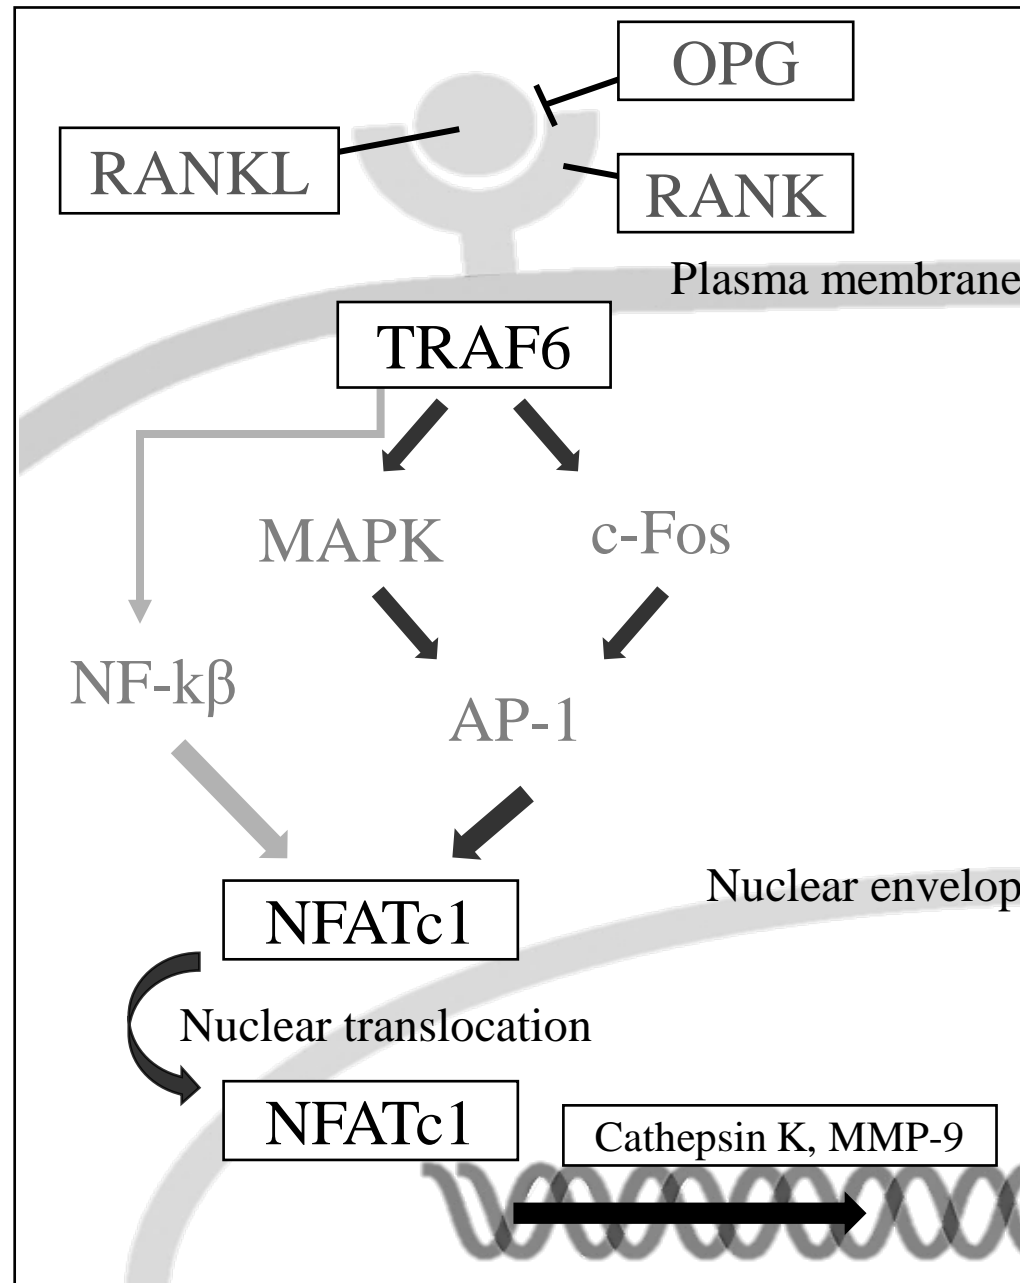 OPG
RANKL
RANK
Plasma membrane
TRAF6
MAPK
c-Fos
NF-kβ
AP-1
Nuclear envelop
NFATc1
Nuclear translocation
NFATc1
Cathepsin K, MMP-9